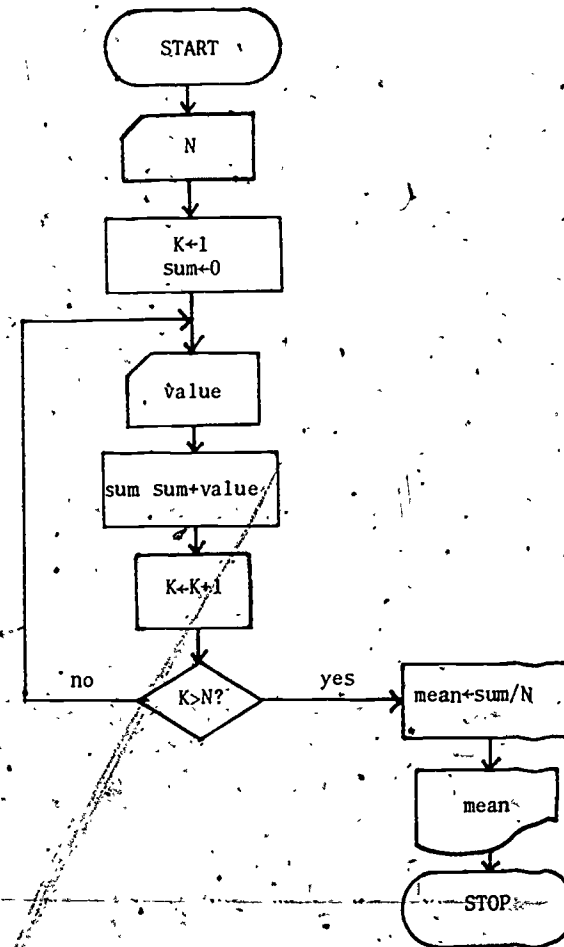 START
N
K←1
sum←0
value
sum sum+value
K←K+1
K>N?
no
yes
mean←sum/N
mean
STOP